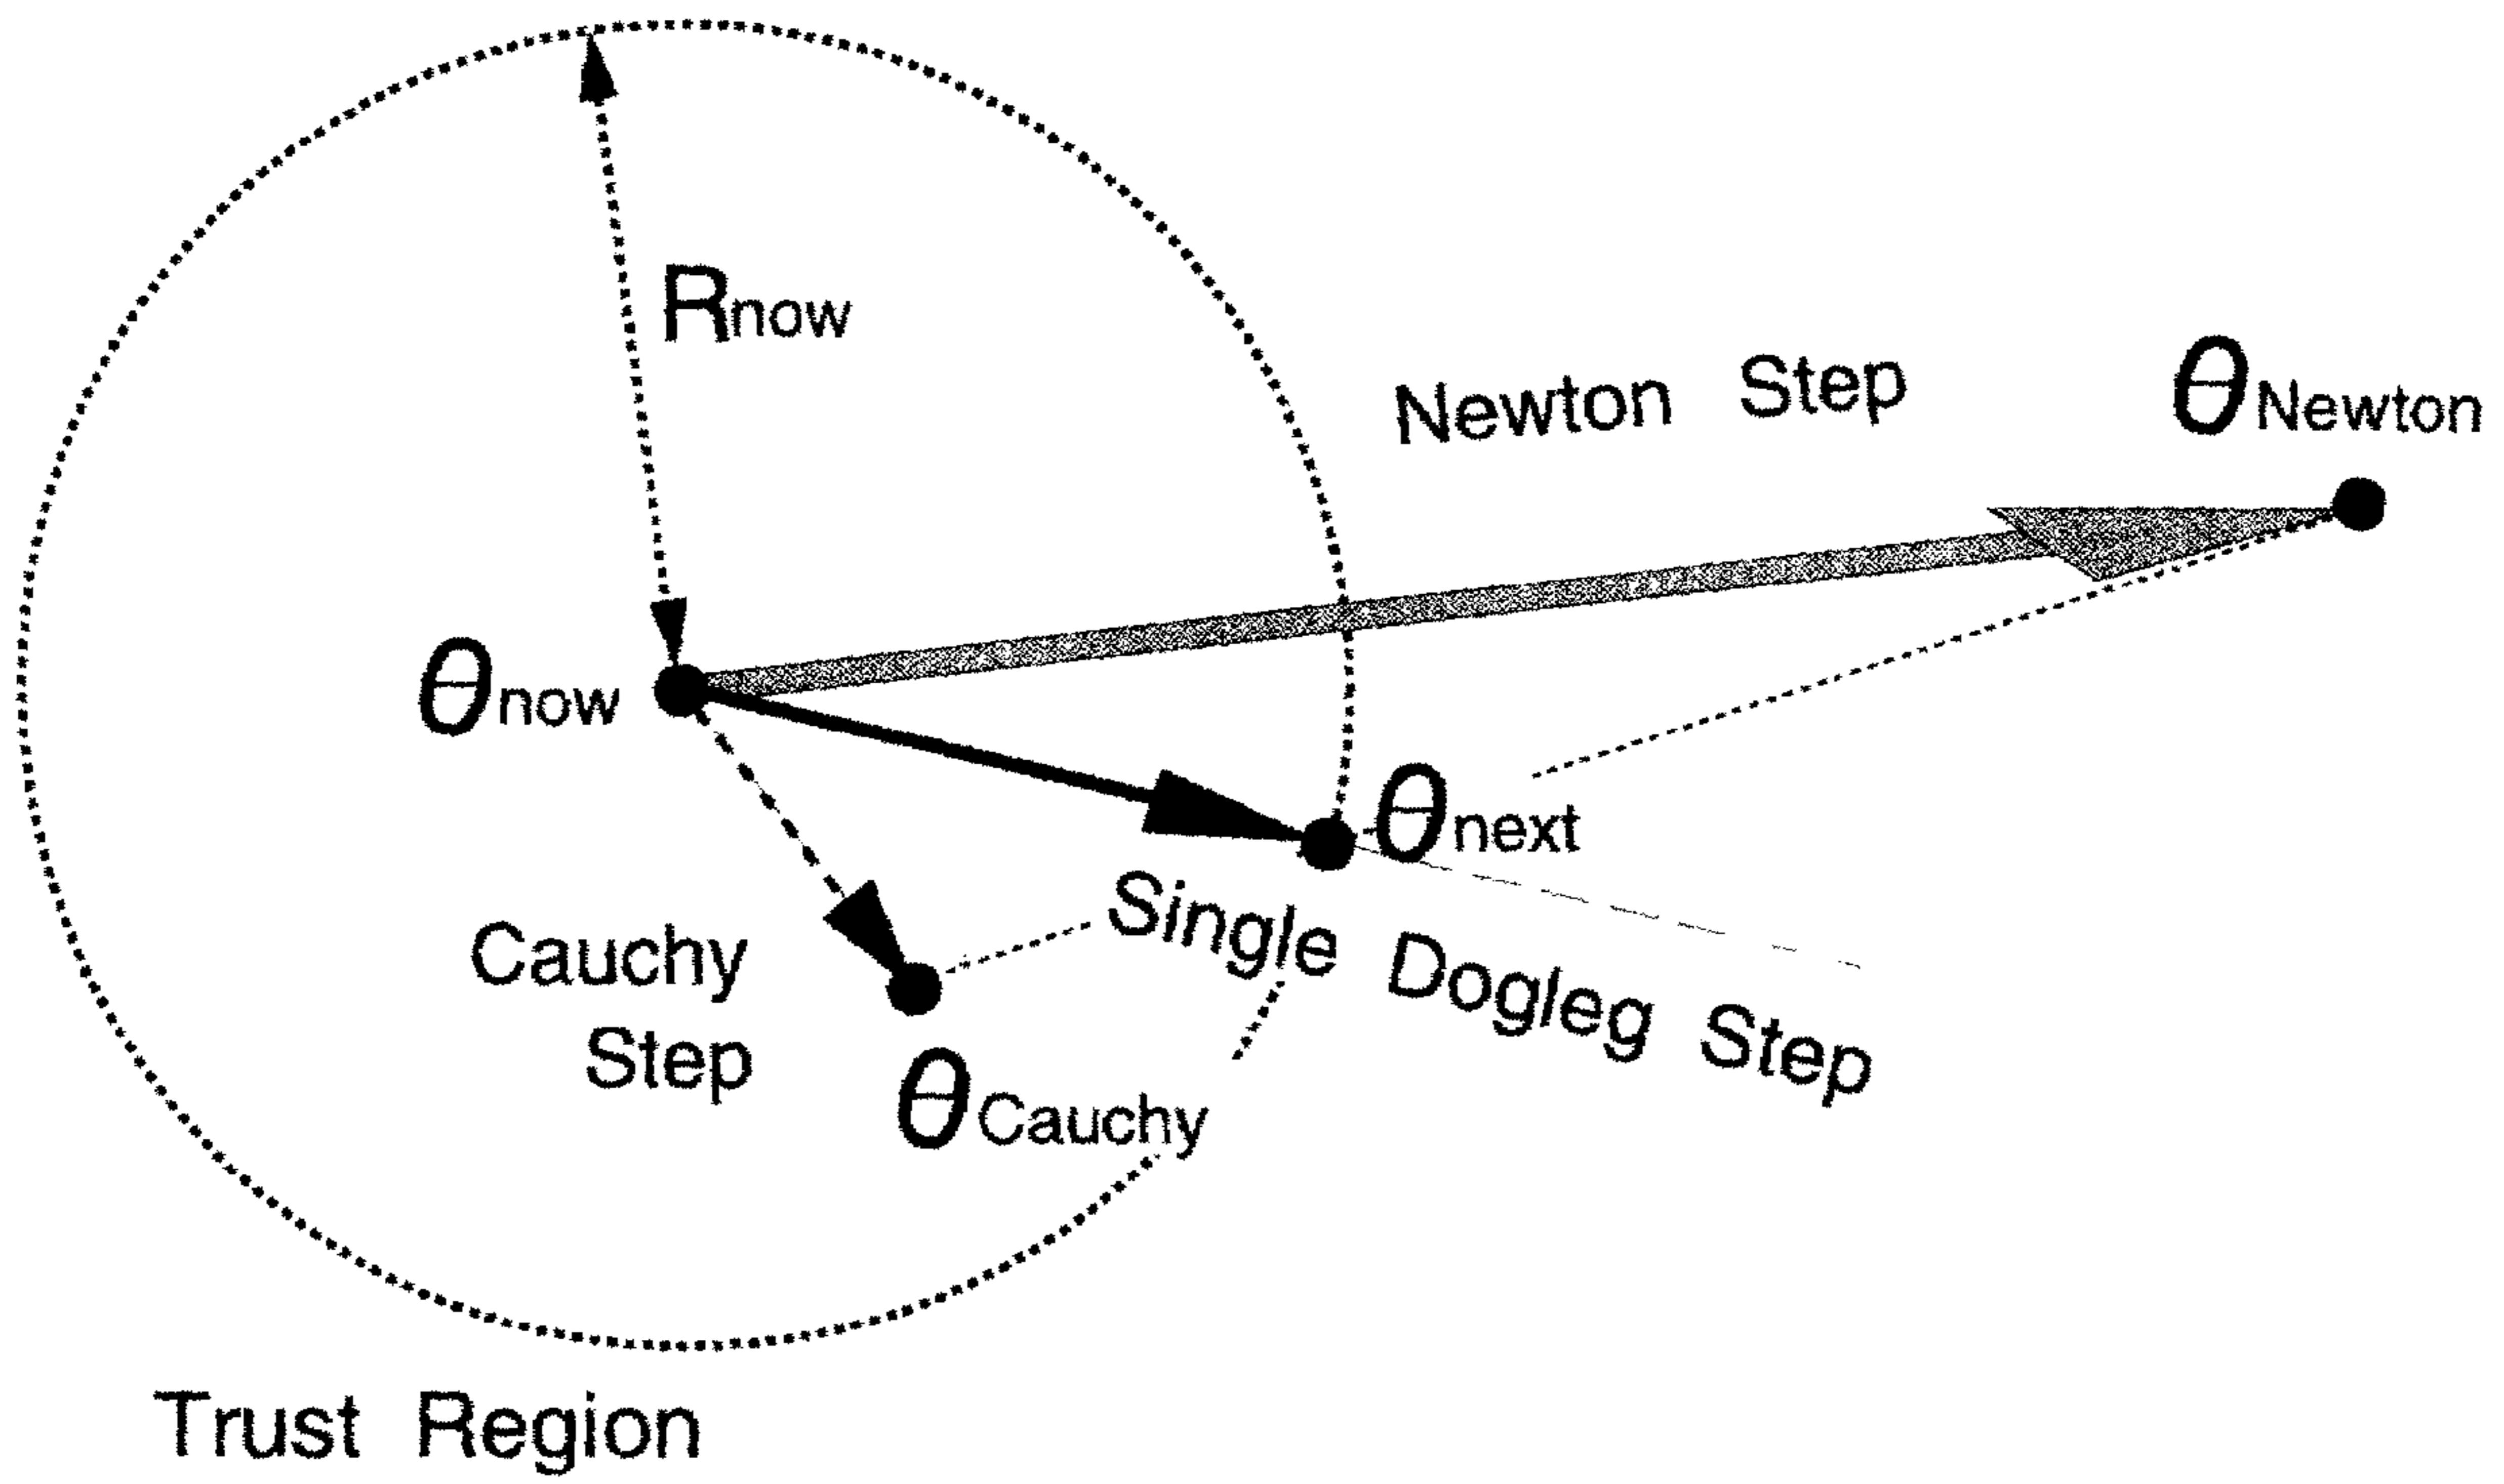 Rnow
Newton Step
θNewton
θnow
θnext
Single Dogleg Step
Cauchy
Step
θCauchy
Trust Region